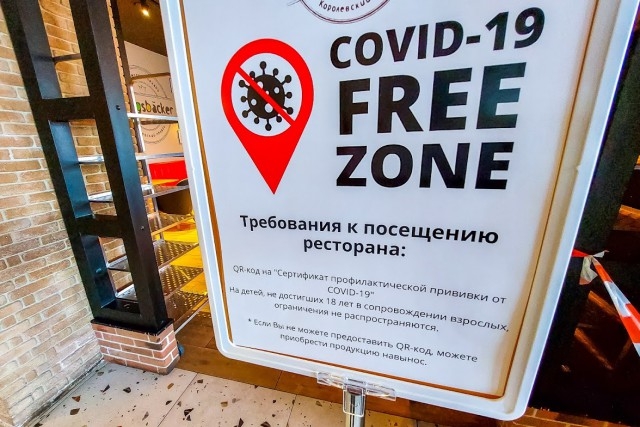 Короленский
COVID-19
FREE
ZONE
Требования к посещению
ресторана:
QR-код на "Сертификат профилактической прививки от
COVID-19"
На детей, не достигших 18 лет в сопровождении взрослых,
ограничения не распространяются.
* Если Вы не можете предоставить QR-код, можете
приобрести продукцию навынос.
gsbäcker